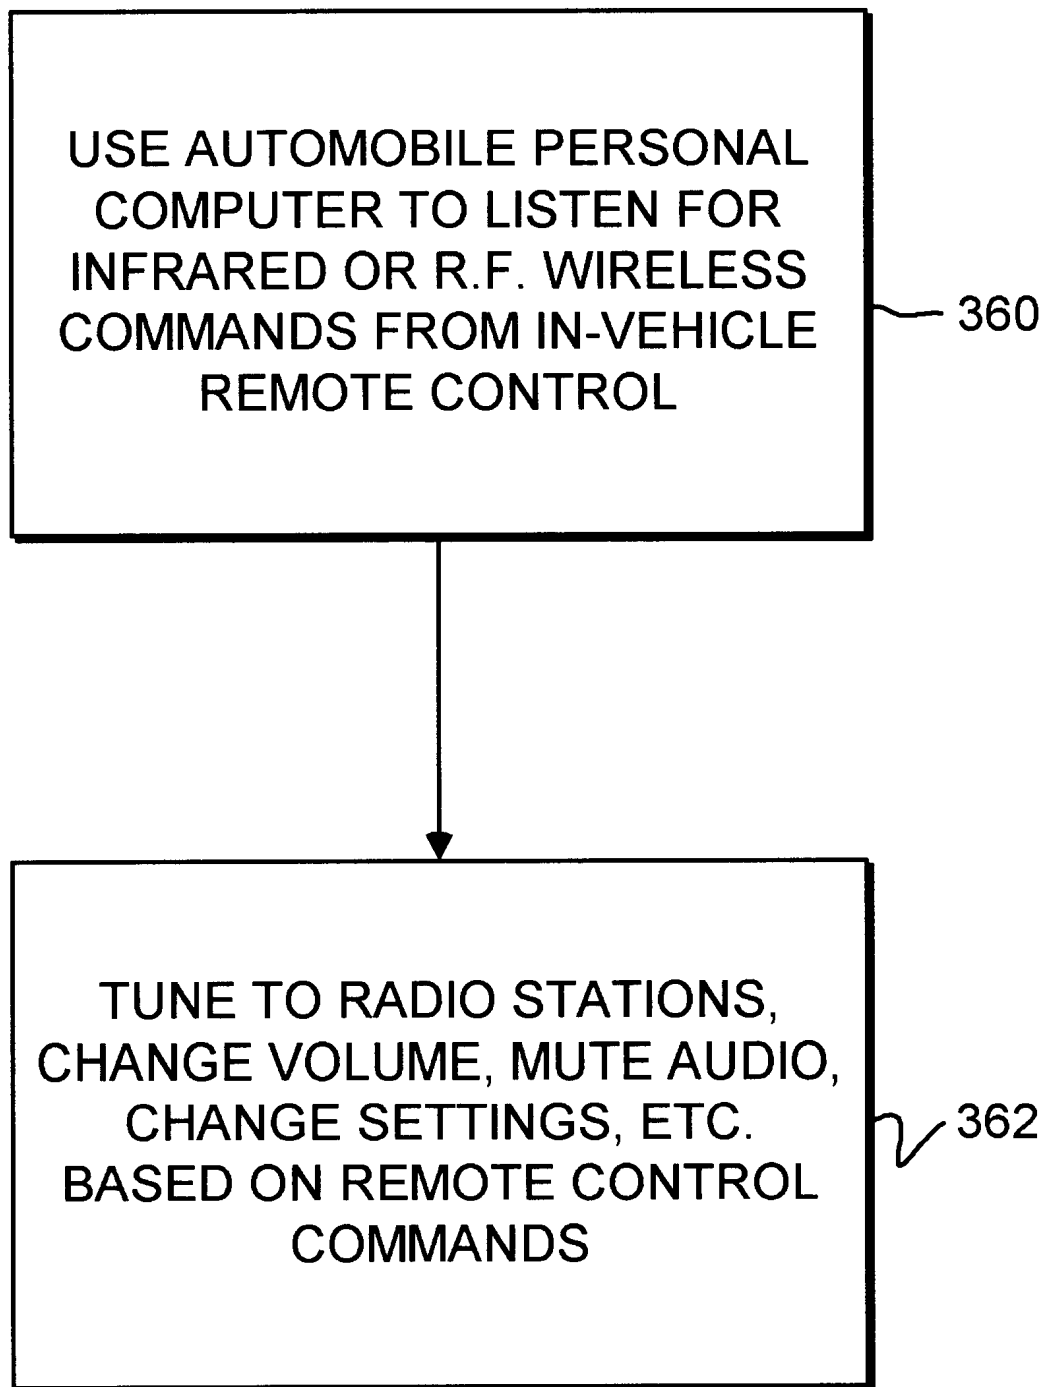 USE AUTOMOBILE PERSONAL
COMPUTER TO LISTEN FOR
INFRARED OR R.F. WIRELESS
COMMANDS FROM IN-VEHICLE
REMOTE CONTROL
360
TUNE TO RADIO STATIONS,
CHANGE VOLUME, MUTE AUDIO,
CHANGE SETTINGS, ETC.
BASED ON REMOTE CONTROL
COMMANDS
362